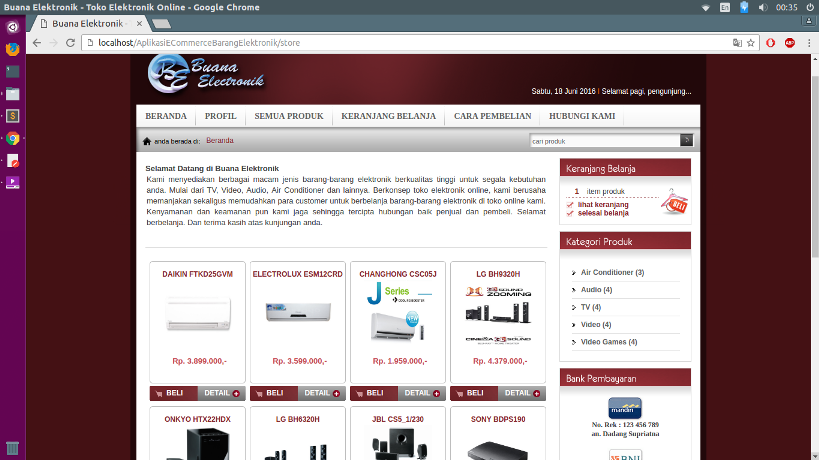 Buana Elektronik - Toko Elektronik Online - Google Chrome
En
00:35
Buana Elektronik - Tok
localhost/AplikasiECommerceBarangElektronik/store
Buana
Electronik
Sabtu, 18 Juni 2016 | Selamat pagi, pengunjung...
BERANDA
PROFIL
SEMUA PRODUK
KERANJANG BELANJA
CARA PEMBELIAN
HUBUNGI KAMI
anda berada di: Beranda
cari produk
Selamat Datang di Buana Elektronik
Kami menyediakan berbagai macam jenis barang-barang elektronik berkualitas tinggi untuk segala kebutuhan
anda. Mulai dari TV, Video, Audio, Air Conditioner dan lainnya. Berkonsep toko elektronik online, kami berusaha
memanjakan sekaligus memudahkan para customer untuk berbelanja barang-barang elektronik di toko online kami.
Kenyamanan dan keamanan pun kami jaga sehingga tercipta hubungan baik penjual dan pembeli. Selamat
berbelanja. Dan terima kasih atas kunjungan anda.
Keranjang Belanja
1 item produk
lihat keranjang
selesai belanja
BELI
Kategori Produk
Air Conditioner (3)
Audio (4)
TV (4)
Video (4)
Video Games (4)
Bank Pembayaran
mandiri
No. Rek : 123 456 789
an. Dadang Supriatna
BNI
DAIKIN FTKD25GVM
Rp. 3.899.000,-
BELI DETAIL
ELECTROLUX ESM12CRD
Rp. 3.599.000,-
BELI DETAIL
CHANGHONG CSC05J
J Series
NEW
Rp. 1.959.000,-
BELI DETAIL
LG BH9320H
SOUND
ZOOMING
CINEMA SOUND
Rp. 4.379.000,-
BELI DETAIL
ONKYO HTX22HDX
LG BH6320H
JBL CS5_1/230
SONY BDPS190